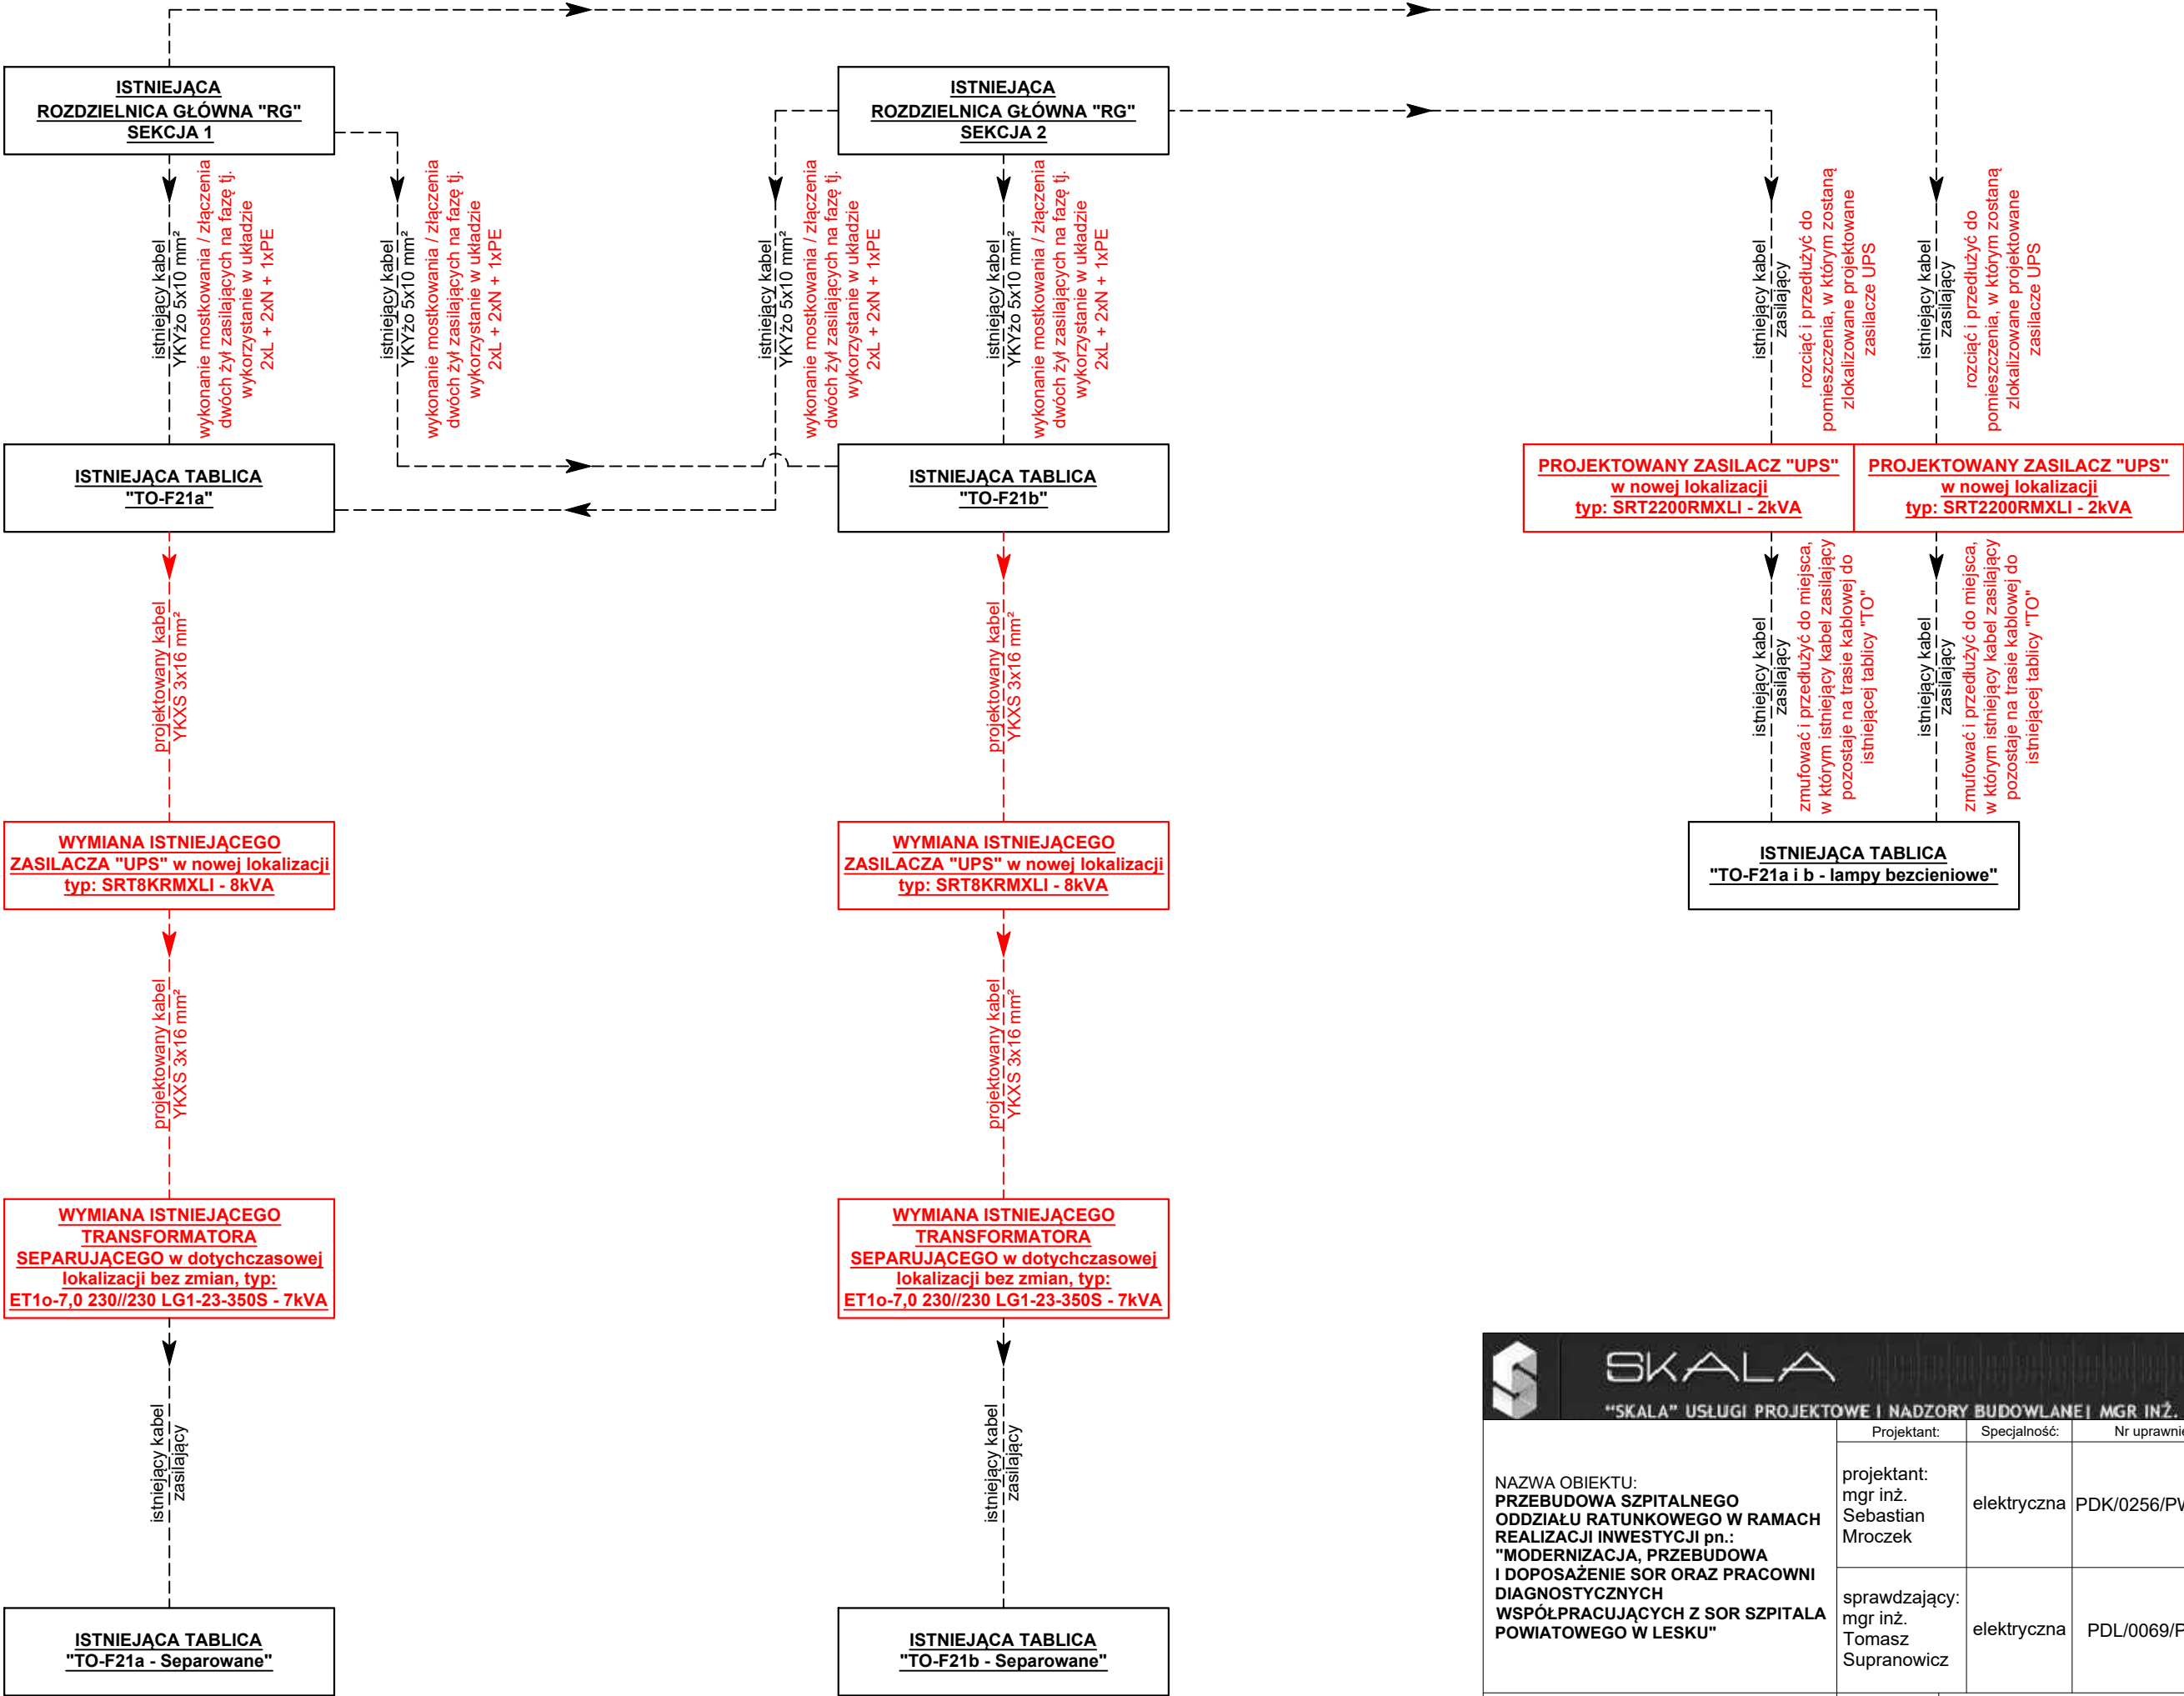 ISTNIEJĄCA
ROZDZIELNICA GŁÓWNA "RG"
SEKCJA 1
ISTNIEJĄCA
ROZDZIELNICA GŁÓWNA "RG"
SEKCJA 2
istniejący kabel
YKYżo 5x10 mm²
wykonanie mostkowania / złączenia
dwóch żył zasilających na fazę tj.
wykorzystanie w układzie
2xL + 2xN + 1xPE
istniejący kabel
YKYżo 5x10 mm²
wykonanie mostkowania / złączenia
dwóch żył zasilających na fazę tj.
wykorzystanie w układzie
2xL + 2xN + 1xPE
istniejący kabel
YKYżo 5x10 mm²
wykonanie mostkowania / złączenia
dwóch żył zasilających na fazę tj.
wykorzystanie w układzie
2xL + 2xN + 1xPE
istniejący kabel
YKYżo 5x10 mm²
wykonanie mostkowania / złączenia
dwóch żył zasilających na fazę tj.
wykorzystanie w układzie
2xL + 2xN + 1xPE
istniejący kabel
zasilający
rozciąć i przedłużyć do
pomieszczenia, w którym zostaną
zlokalizowane projektowane
zasilacze UPS
istniejący kabel
zasilający
rozciąć i przedłużyć do
pomieszczenia, w którym zostaną
zlokalizowane projektowane
zasilacze UPS
ISTNIEJĄCA TABLICA
"TO-F21a"
ISTNIEJĄCA TABLICA
"TO-F21b"
PROJEKTOWANY ZASILACZ "UPS"
w nowej lokalizacji
typ: SRT2200RMXLI - 2kVA
PROJEKTOWANY ZASILACZ "UPS"
w nowej lokalizacji
typ: SRT2200RMXLI - 2kVA
projektowany kabel
YKXS 3x16 mm²
projektowany kabel
YKXS 3x16 mm²
istniejący kabel
zasilający
zmufować i przedłużyć do miejsca,
w którym istniejący kabel zasilający
pozostaje na trasie kablowej do
istniejącej tablicy "TO"
istniejący kabel
zasilający
zmufować i przedłużyć do miejsca,
w którym istniejący kabel zasilający
pozostaje na trasie kablowej do
istniejącej tablicy "TO"
WYMIANA ISTNIEJĄCEGO
ZASILACZA "UPS" w nowej lokalizacji
typ: SRT8KRMXLI - 8kVA
WYMIANA ISTNIEJĄCEGO
ZASILACZA "UPS" w nowej lokalizacji
typ: SRT8KRMXLI - 8kVA
ISTNIEJĄCA TABLICA
"TO-F21a i b - lampy bezcieniowe"
projektowany kabel
YKXS 3x16 mm²
projektowany kabel
YKXS 3x16 mm²
WYMIANA ISTNIEJĄCEGO
TRANSFORMATORA
SEPARUJĄCEGO w dotychczasowej
lokalizacji bez zmian, typ:
ET1o-7,0 230//230 LG1-23-350S - 7kVA
WYMIANA ISTNIEJĄCEGO
TRANSFORMATORA
SEPARUJĄCEGO w dotychczasowej
lokalizacji bez zmian, typ:
ET1o-7,0 230//230 LG1-23-350S - 7kVA
istniejący kabel
zasilający
istniejący kabel
zasilający
ISTNIEJĄCA TABLICA
"TO-F21a - Separowane"
ISTNIEJĄCA TABLICA
"TO-F21b - Separowane"
SKALA
"SKALA" USŁUGI PROJEKTOWE I NADZORY BUDOWLANE| MGR INŻ.
Projektant:
Specjalność:
Nr uprawnie
NAZWA OBIEKTU:
PRZEBUDOWA SZPITALNEGO
ODDZIAŁU RATUNKOWEGO W RAMACH
REALIZACJI INWESTYCJI pn.:
"MODERNIZACJA, PRZEBUDOWA
I DOPOSAŻENIE SOR ORAZ PRACOWNI
DIAGNOSTYCZNYCH
WSPÓŁPRACUJĄCYCH Z SOR SZPITALA
POWIATOWEGO W LESKU"
projektant:
mgr inż.
Sebastian
Mroczek
elektryczna
PDK/0256/PW
sprawdzający:
mgr inż.
Tomasz
Supranowicz
elektryczna
PDL/0069/P